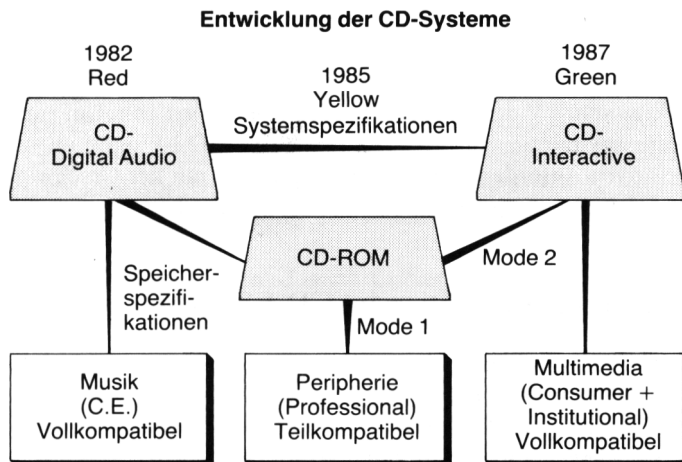 Entwicklung der CD-Systeme
1982
Red
1985
Yellow
Systemspezifikationen
1987
Green
CD-
Digital Audio
CD-
Interactive
CD-ROM
Speicher-
spezifi-
kationen
Mode 1
Mode 2
Musik
(C.E.)
Vollkompatibel
Peripherie
(Professional)
Teilkompatibel
Multimedia
(Consumer +
Institutional)
Vollkompatibel